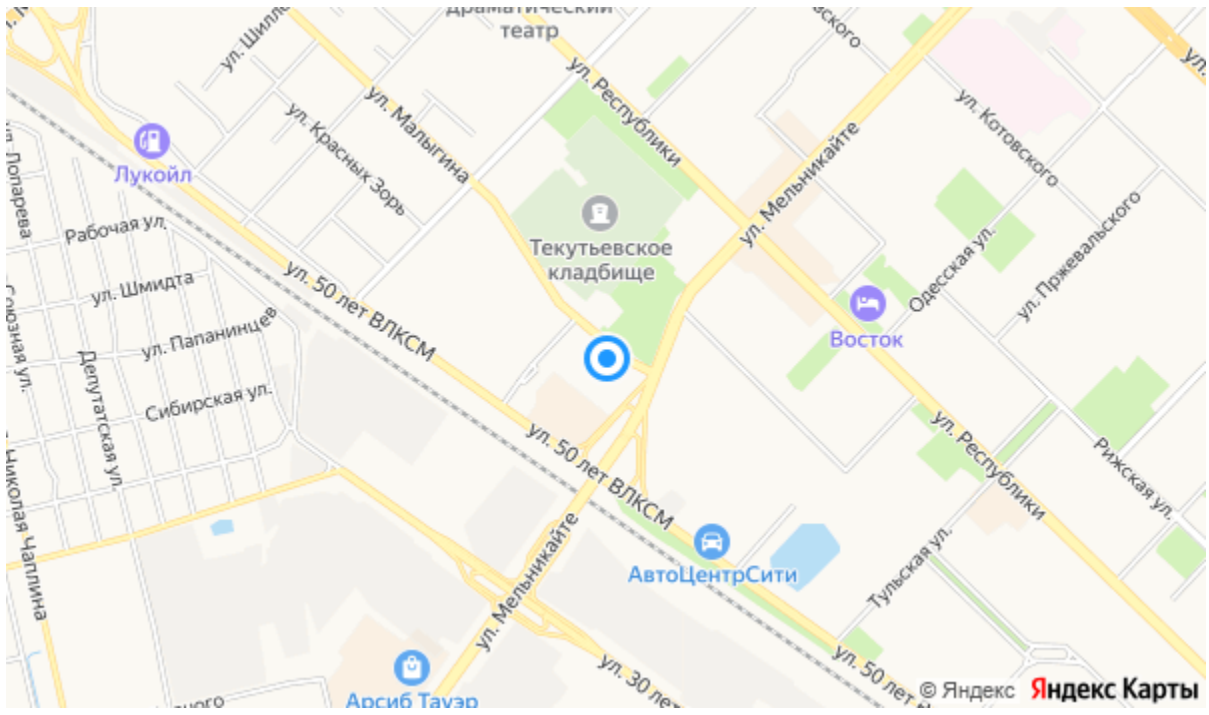 драматический
театр
ул. Шилл
ул. Республики
ул. Малыгина
ул. Красных Зорь
Лукойл
ул. Лопарева
Рабочая ул.
ул. Шмидта
ул. Папанинцев
Сибирская ул.
Союзная ул.
Депутатская ул.
Николая Чаплина
ул. 50 лет ВЛКСМ
Текутьевское
кладбище
ул. Мельникайте
ул. Котовского
Одесская ул.
ул. Пржевальского
Восток
ул. Республики
Рижская ул.
Тульская ул.
ул. 50 лет ВЛКСМ
АвтоЦентрСити
ул. Мельникайте
Арсиб Тауэр
ул. 30 лет
ул. 50 лет
© Яндекс Яндекс Карты